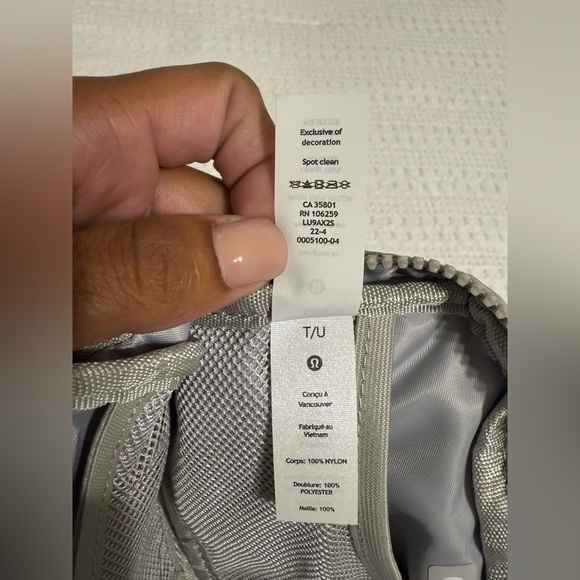 Exclusive of
decoration
Spot clean
CA 35801
RN 106259
LU9AX2S
22-4
0005100-04
T/U
Conçu à
Vancouver
Fabriqué au
Vietnam
Corps: 100% NYLON
Doublure: 100%
POLYESTER
Maille: 100%